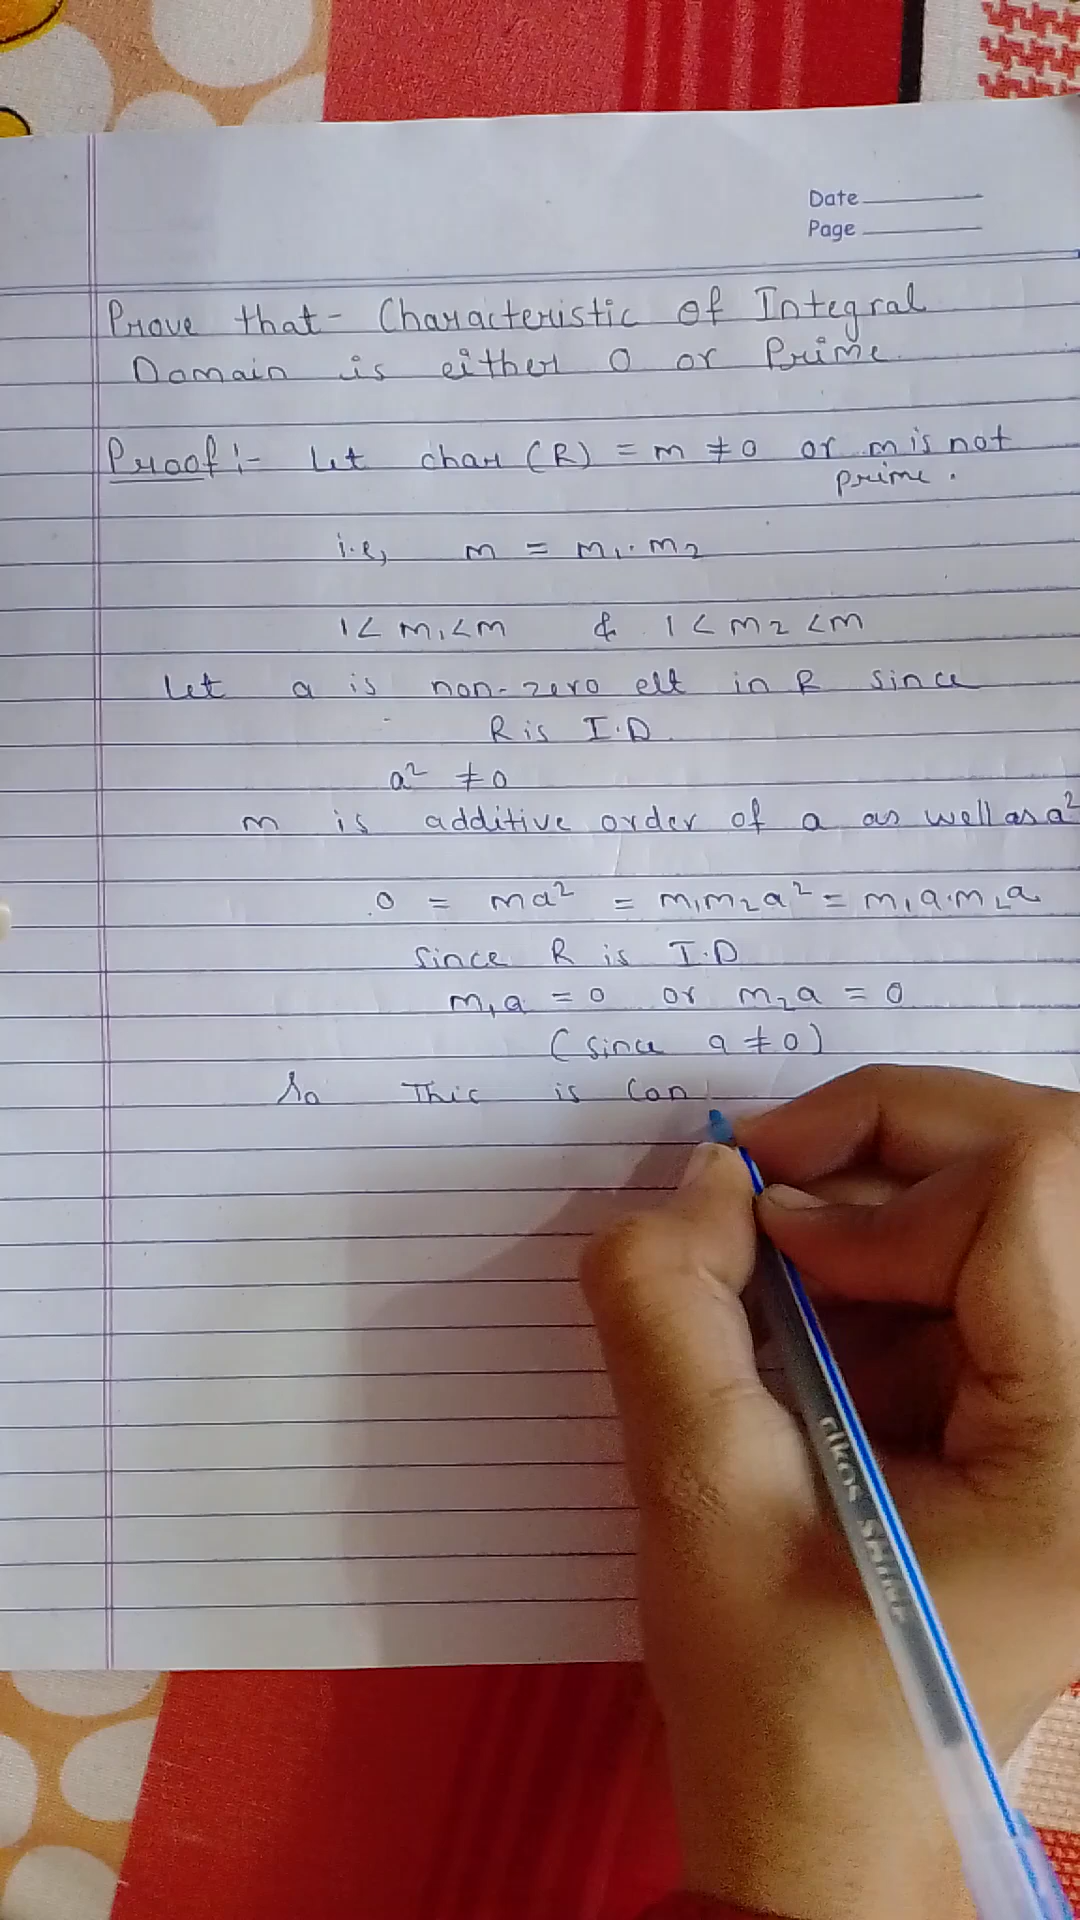 Date
Page
Prove that - Characteristic of Integral
Domain is either 0 or Prime
Proof :- Let char (R) = m ≠ 0 or m is not
prime.
i.e, m = m₁.m₂
1 < m₁ < m & 1 < m₂ < m
Let a is non-zero elt in R since
R is I.D
a² ≠ 0
m is additive order of a as well as a²
0 = ma² = m₁m₂a² = m₁a.m₂a
Since R is I.D
m₁a = 0 or m₂a = 0
(since a ≠ 0)
So This is Con
rikos